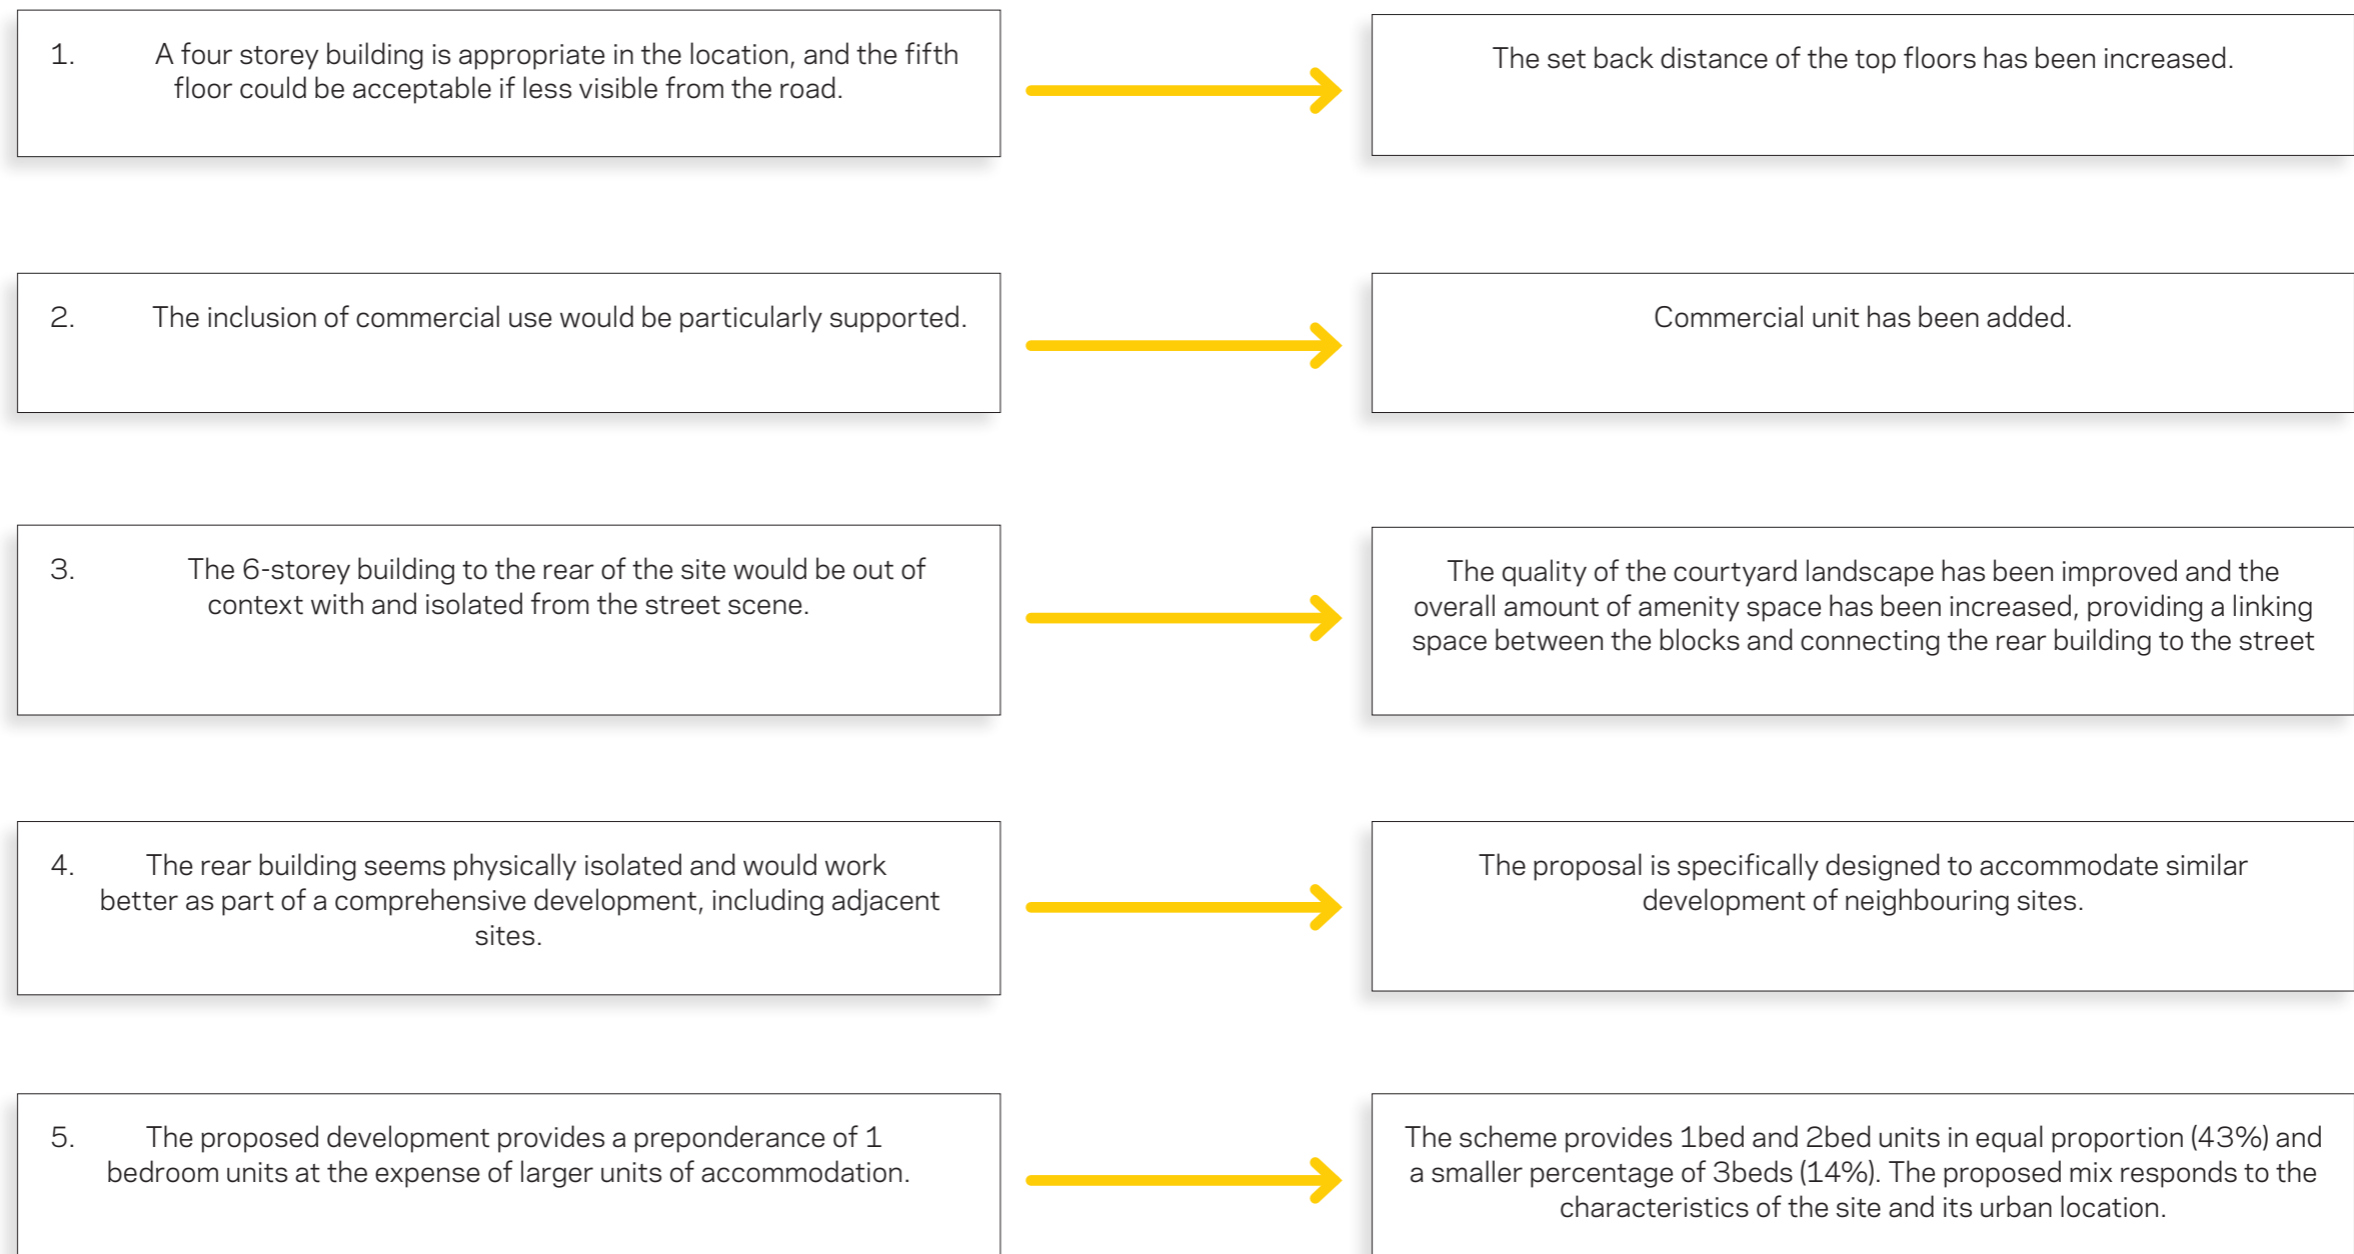 1. A four storey building is appropriate in the location, and the fifth
floor could be acceptable if less visible from the road.
The set back distance of the top floors has been increased.
2. The inclusion of commercial use would be particularly supported.
Commercial unit has been added.
3. The 6-storey building to the rear of the site would be out of
context with and isolated from the street scene.
The quality of the courtyard landscape has been improved and the
overall amount of amenity space has been increased, providing a linking
space between the blocks and connecting the rear building to the street
4. The rear building seems physically isolated and would work
better as part of a comprehensive development, including adjacent
sites.
The proposal is specifically designed to accommodate similar
development of neighbouring sites.
5. The proposed development provides a preponderance of 1
bedroom units at the expense of larger units of accommodation.
The scheme provides 1bed and 2bed units in equal proportion (43%) and
a smaller percentage of 3beds (14%). The proposed mix responds to the
characteristics of the site and its urban location.